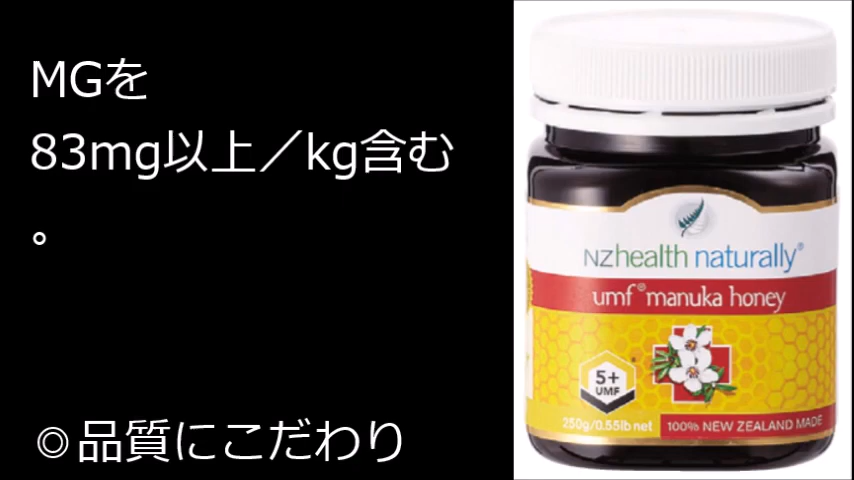 MGを
83mg以上／kg含む
。
◎品質にこだわり
NZhealth naturally®
umf® manuka honey
5+
UMF®
250g/0.55lb net
100% NEW ZEALAND MADE